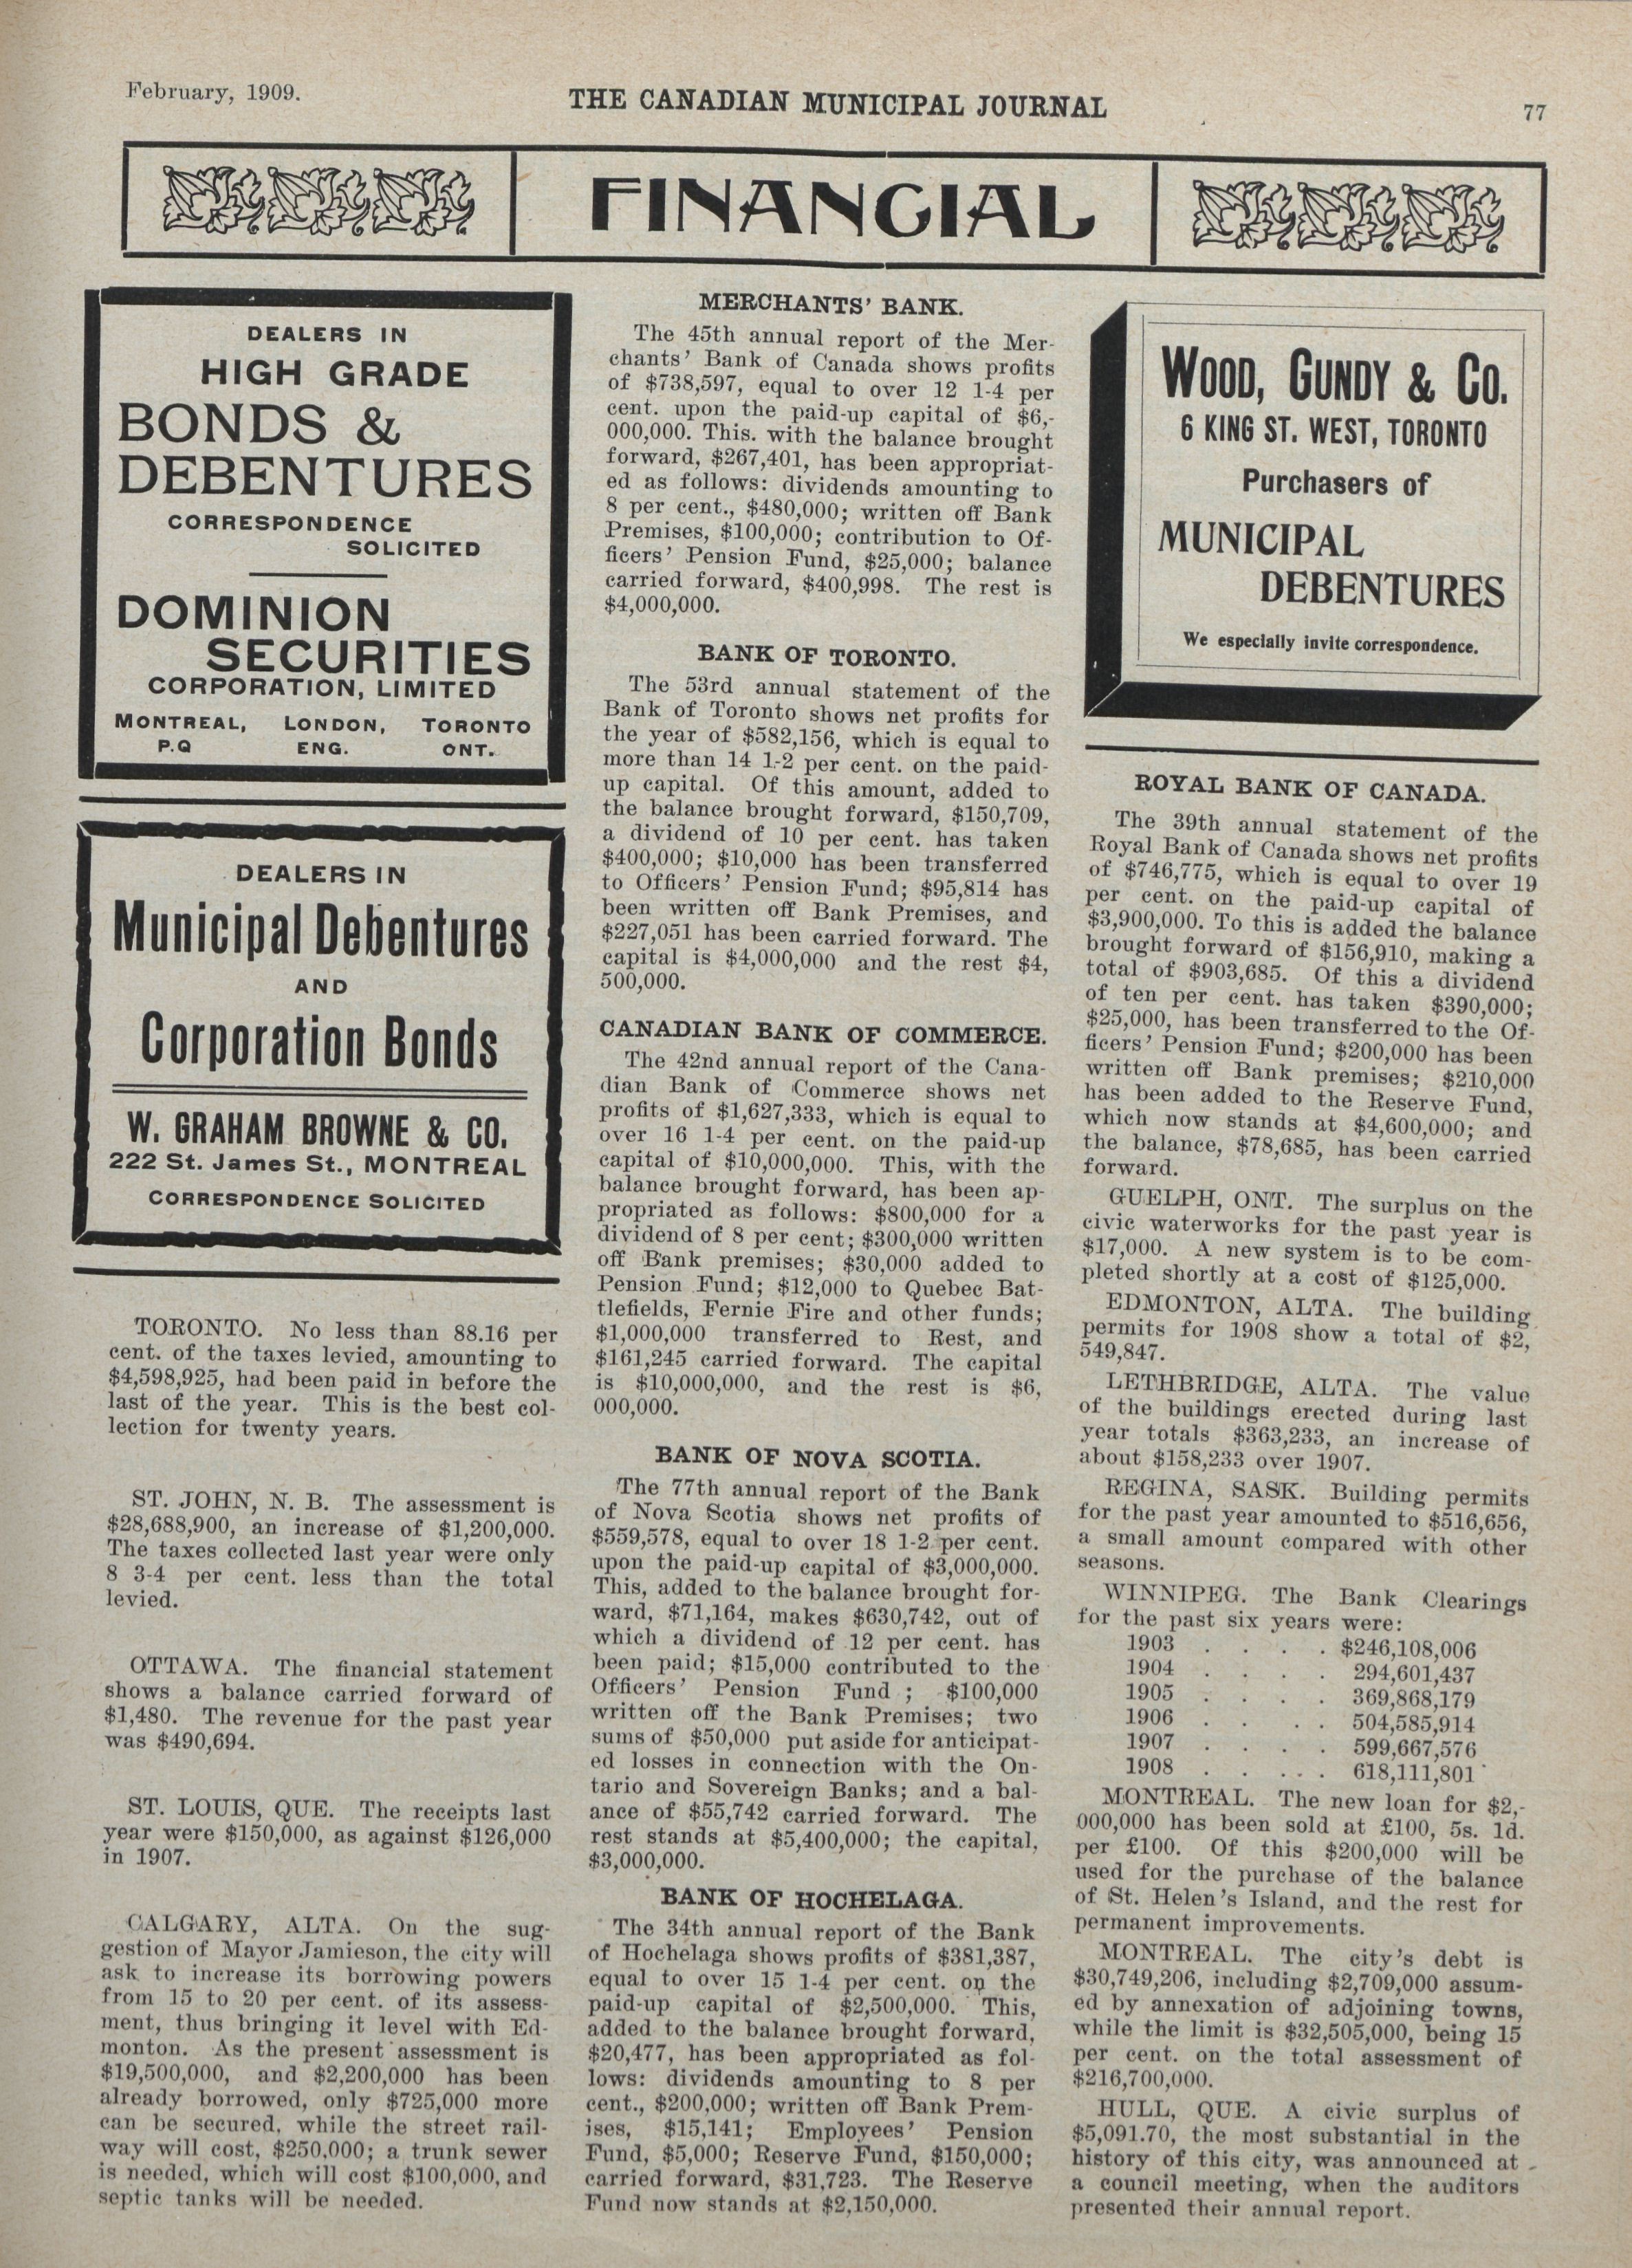 February, 1909.
THE CANADIAN MUNICIPAL JOURNAL
77
FINANCIAL
DEALERS IN
HIGH GRADE
BONDS &
DEBENTURES
CORRESPONDENCE
SOLICITED
DOMINION
SECURITIES
CORPORATION, LIMITED
MONTREAL, LONDON, TORONTO
P.Q ENG. ONT.
DEALERS IN
Municipal Debentures
AND
Corporation Bonds
W. GRAHAM BROWNE & CO.
222 St. James St., MONTREAL
CORRESPONDENCE SOLICITED
TORONTO. No less than 88.16 per
cent. of the taxes levied, amounting to
$4,598,925, had been paid in before the
last of the year. This is the best col-
lection for twenty years.
ST. JOHN, N. B. The assessment is
$28,688,900, an increase of $1,200,000.
The taxes collected last year were only
8 3-4 per cent. less than the total
levied.
OTTAWA. The financial statement
shows a balance carried forward of
$1,480. The revenue for the past year
was $490,694.
ST. LOUIS, QUE. The receipts last
year were $150,000, as against $126,000
in 1907.
CALGARY, ALTA. On the sug-
gestion of Mayor Jamieson, the city will
ask to increase its borrowing powers
from 15 to 20 per cent. of its assess-
ment, thus bringing it level with Ed-
monton. As the present assessment is
$19,500,000, and $2,200,000 has been
already borrowed, only $725,000 more
can be secured, while the street rail-
way will cost, $250,000; a trunk sewer
is needed, which will cost $100,000, and
septic tanks will be needed.
MERCHANTS' BANK.
The 45th annual report of the Mer-
chants' Bank of Canada shows profits
of $738,597, equal to over 12 1-4 per
cent. upon the paid-up capital of $6,-
000,000. This. with the balance brought
forward, $267,401, has been appropriat-
ed as follows: dividends amounting to
8 per cent., $480,000; written off Bank
Premises, $100,000; contribution to Of-
ficers' Pension Fund, $25,000; balance
carried forward, $400,998. The rest is
$4,000,000.
BANK OF TORONTO.
The 53rd annual statement of the
Bank of Toronto shows net profits for
the year of $582,156, which is equal to
more than 14 1-2 per cent. on the paid-
up capital. Of this amount, added to
the balance brought forward, $150,709,
a dividend of 10 per cent. has taken
$400,000; $10,000 has been transferred
to Officers' Pension Fund; $95,814 has
been written off Bank Premises, and
$227,051 has been carried forward. The
capital is $4,000,000 and the rest $4,
500,000.
CANADIAN BANK OF COMMERCE.
The 42nd annual report of the Cana-
dian Bank of Commerce shows net
profits of $1,627,333, which is equal to
over 16 1-4 per cent. on the paid-up
capital of $10,000,000. This, with the
balance brought forward, has been ap-
propriated as follows: $800,000 for a
dividend of 8 per cent; $300,000 written
off Bank premises; $30,000 added to
Pension Fund; $12,000 to Quebec Bat-
tlefields, Fernie Fire and other funds;
$1,000,000 transferred to Rest, and
$161,245 carried forward. The capital
is $10,000,000, and the rest is $6,
000,000.
BANK OF NOVA SCOTIA.
The 77th annual report of the Bank
of Nova Scotia shows net profits of
$559,578, equal to over 18 1-2 per cent.
upon the paid-up capital of $3,000,000.
This, added to the balance brought for-
ward, $71,164, makes $630,742, out of
which a dividend of 12 per cent. has
been paid; $15,000 contributed to the
Officers' Pension Fund ; $100,000
written off the Bank Premises; two
sums of $50,000 put aside for anticipat-
ed losses in connection with the On-
tario and Sovereign Banks; and a bal-
ance of $55,742 carried forward. The
rest stands at $5,400,000; the capital,
$3,000,000.
BANK OF HOCHELAGA.
The 34th annual report of the Bank
of Hochelaga shows profits of $381,387,
equal to over 15 1-4 per cent. on the
paid-up capital of $2,500,000. This,
added to the balance brought forward,
$20,477, has been appropriated as fol-
lows: dividends amounting to 8 per
cent., $200,000; written off Bank Prem-
ises, $15,141; Employees' Pension
Fund, $5,000; Reserve Fund, $150,000;
carried forward, $31,723. The Reserve
Fund now stands at $2,150,000.
WOOD, GUNDY & CO.
6 KING ST. WEST, TORONTO
Purchasers of
MUNICIPAL
DEBENTURES
We especially invite correspondence.
ROYAL BANK OF CANADA.
The 39th annual statement of the
Royal Bank of Canada shows net profits
of $746,775, which is equal to over 19
per cent. on the paid-up capital of
$3,900,000. To this is added the balance
brought forward of $156,910, making a
total of $903,685. Of this a dividend
of ten per cent. has taken $390,000;
$25,000, has been transferred to the Of-
ficers' Pension Fund; $200,000 has been
written off Bank premises; $210,000
has been added to the Reserve Fund,
which now stands at $4,600,000; and
the balance, $78,685, has been carried
forward.
GUELPH, ONT. The surplus on the
civic waterworks for the past year is
$17,000. A new system is to be com-
pleted shortly at a cost of $125,000.
EDMONTON, ALTA. The building
permits for 1908 show a total of $2,
549,847.
LETHBRIDGE, ALTA. The value
of the buildings erected during last
year totals $363,233, an increase of
about $158,233 over 1907.
REGINA, SASK. Building permits
for the past year amounted to $516,656,
a small amount compared with other
seasons.
WINNIPEG. The Bank Clearings
for the past six years were:
1903 . . . . $246,108,006
1904 . . . . 294,601,437
1905 . . . . 369,868,179
1906 . . . . 504,585,914
1907 . . . . 599,667,576
1908 . . . . . 618,111,801
MONTREAL. The new loan for $2,-
000,000 has been sold at £100, 5s. 1d.
per £100. Of this $200,000 will be
used for the purchase of the balance
of St. Helen's Island, and the rest for
permanent improvements.
MONTREAL. The city's debt is
$30,749,206, including $2,709,000 assum-
ed by annexation of adjoining towns,
while the limit is $32,505,000, being 15
per cent. on the total assessment of
$216,700,000.
HULL, QUE. A civic surplus of
$5,091.70, the most substantial in the
history of this city, was announced at
a council meeting, when the auditors
presented their annual report.